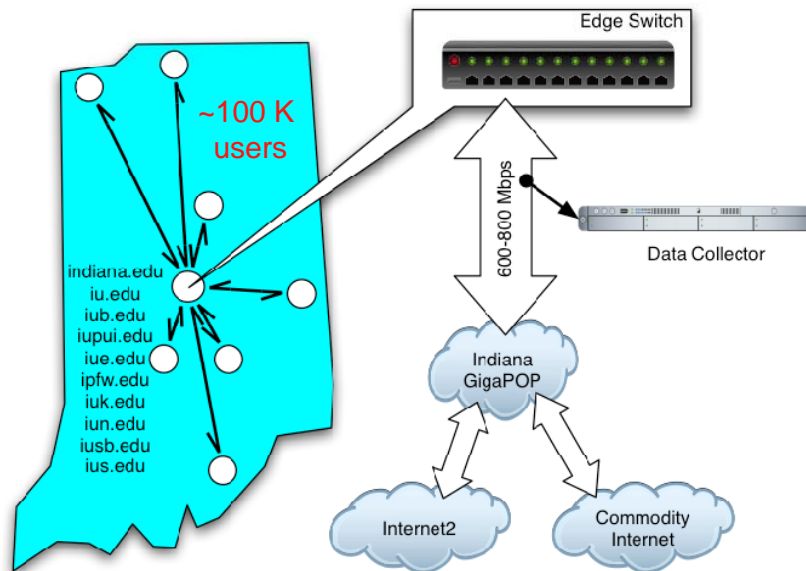 Edge Switch
~100 K
users
600-800 Mbps
Data Collector
indiana.edu
iu.edu
iub.edu
iupui.edu
iue.edu
ipfw.edu
iuk.edu
iun.edu
iusb.edu
ius.edu
Indiana
GigaPOP
Internet2
Commodity
Internet